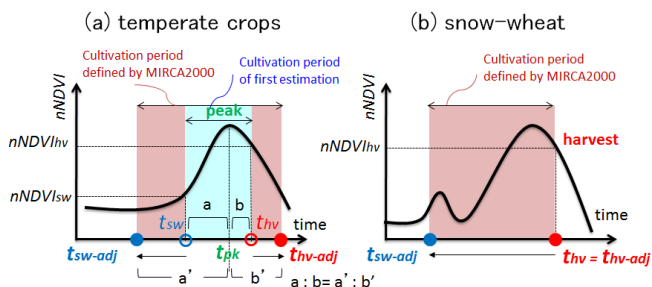 (a) temperate crops
Cultivation period
defined by MIRCA2000
Cultivation period
of first estimation
peak
nNDVI
nNDVIhv
nNDVIsw
a
b
tsw
thv
time
tsw-adj
tpk
thv-adj
a'
b'
a : b= a' : b'
(b) snow-wheat
Cultivation period
defined by MIRCA2000
nNDVI
nNDVIhv
harvest
time
tsw-adj
thv = thv-adj